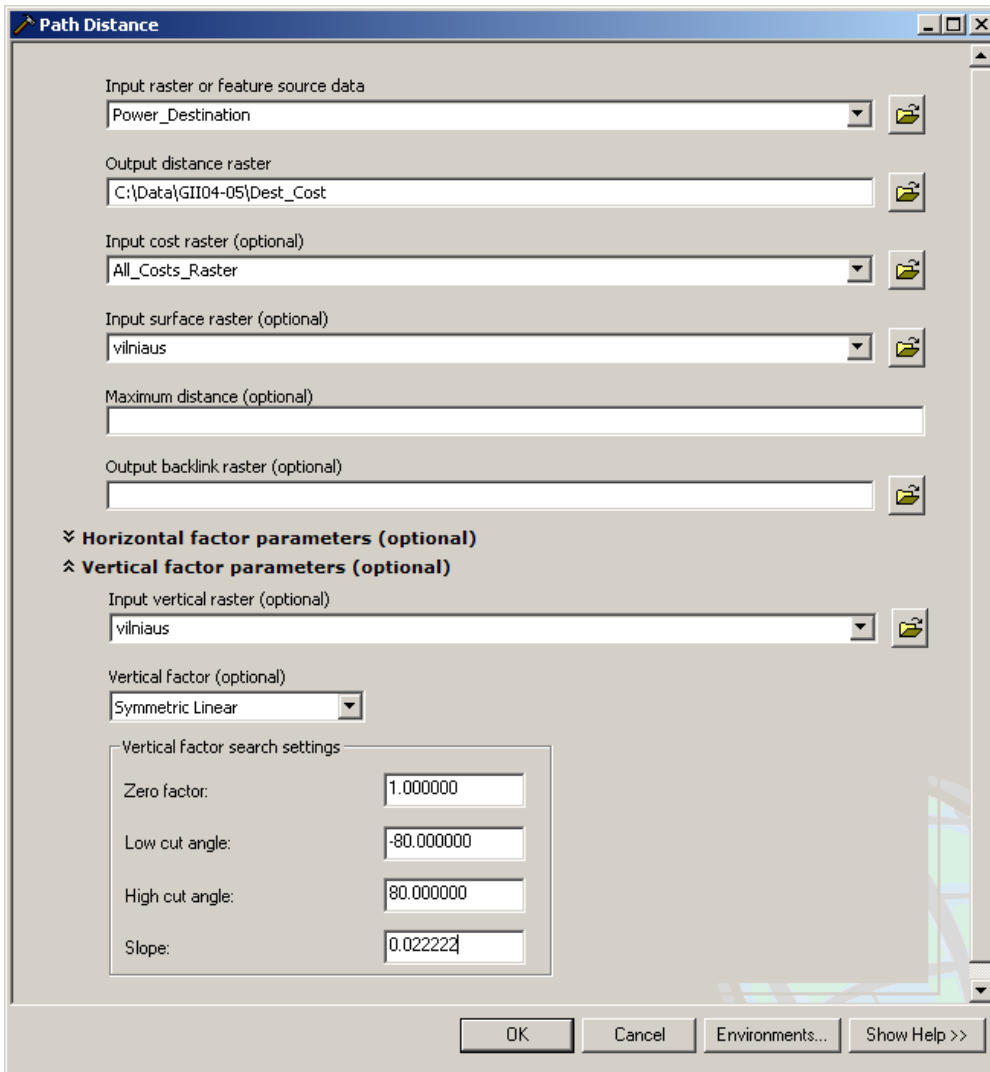 Path Distance
Input raster or feature source data
Power_Destination
Output distance raster
C:\Data\GII04-05\Dest_Cost
Input cost raster (optional)
All_Costs_Raster
Input surface raster (optional)
vilniaus
Maximum distance (optional)
Output backlink raster (optional)
Horizontal factor parameters (optional)
Vertical factor parameters (optional)
Input vertical raster (optional)
vilniaus
Vertical factor (optional)
Symmetric Linear
Vertical factor search settings
Zero factor: 1.000000
Low cut angle: -80.000000
High cut angle: 80.000000
Slope: 0.022222
OK Cancel Environments... Show Help >>